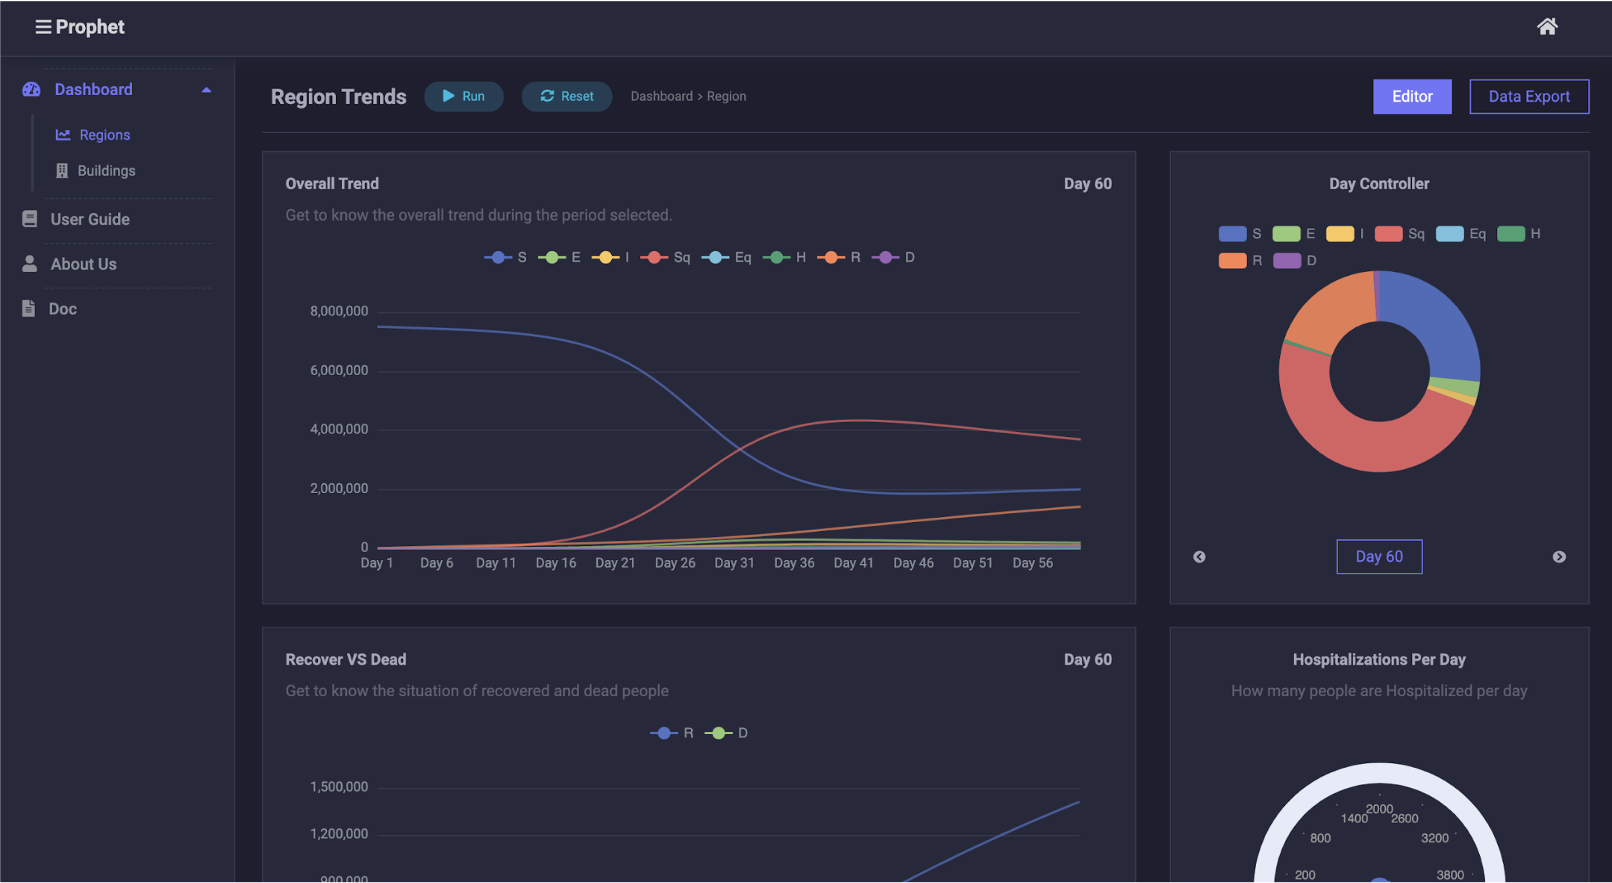 Prophet
Dashboard
Regions
Buildings
User Guide
About Us
Doc
Region Trends Run Reset Dashboard > Region Editor Data Export
Overall Trend Day 60
Get to know the overall trend during the period selected.
S E I Sq Eq H R D
8,000,000
6,000,000
4,000,000
2,000,000
0
Day 1 Day 6 Day 11 Day 16 Day 21 Day 26 Day 31 Day 36 Day 41 Day 46 Day 51 Day 56
Day Controller
S E I Sq Eq H
R D
Day 60
Recover VS Dead Day 60
Get to know the situation of recovered and dead people
R D
1,500,000
1,200,000
900,000
Hospitalizations Per Day
How many people are Hospitalized per day
2000
1400 2600
800 3200
200 3800